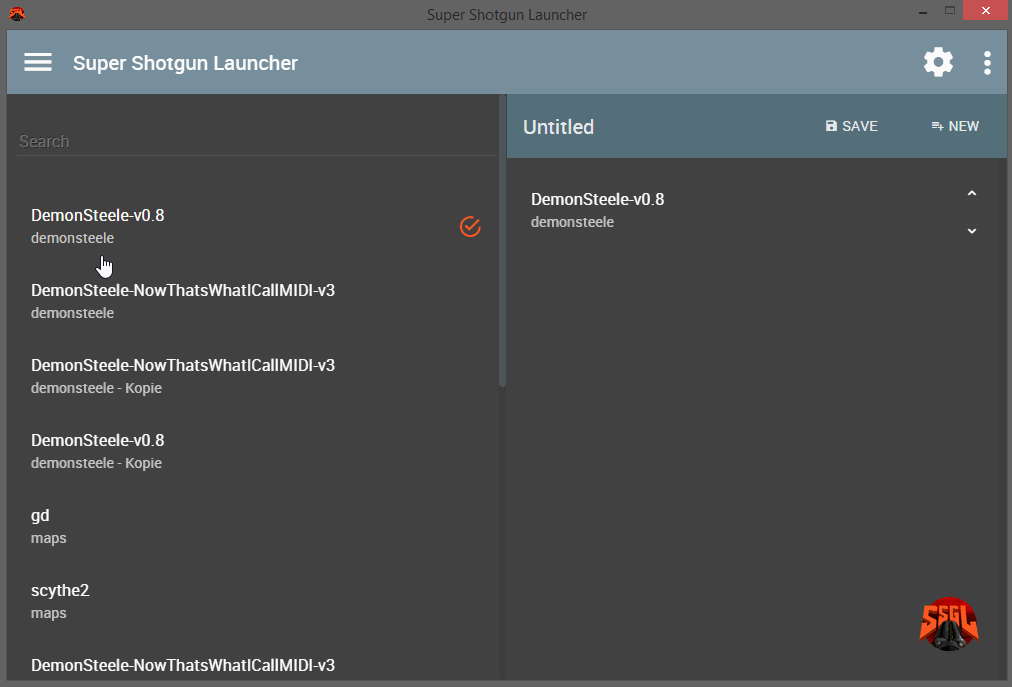 Super Shotgun Launcher
Super Shotgun Launcher
Search
DemonSteele-v0.8
demonsteele
DemonSteele-NowThatsWhatICallMIDI-v3
demonsteele
DemonSteele-NowThatsWhatICallMIDI-v3
demonsteele - Kopie
DemonSteele-v0.8
demonsteele - Kopie
gd
maps
scythe2
maps
DemonSteele-NowThatsWhatICallMIDI-v3
Untitled
SAVE
NEW
DemonSteele-v0.8
demonsteele
SSGL